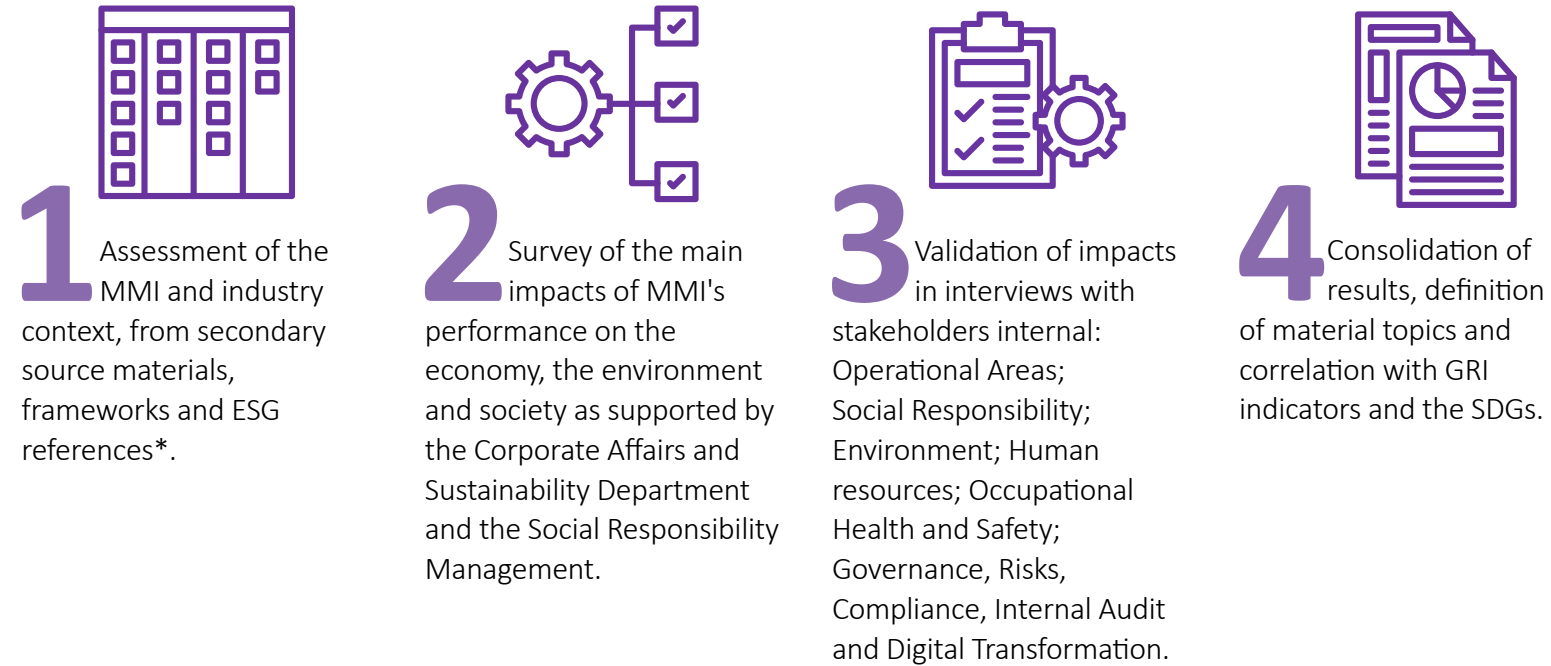 1
Assessment of the
MMI and industry
context, from secondary
source materials,
frameworks and ESG
references*.
2
Survey of the main
impacts of MMI's
performance on the
economy, the environment
and society as supported by
the Corporate Affairs and
Sustainability Department
and the Social Responsibility
Management.
3
Validation of impacts
in interviews with
stakeholders internal:
Operational Areas;
Social Responsibility;
Environment; Human
resources; Occupational
Health and Safety;
Governance, Risks,
Compliance, Internal Audit
and Digital Transformation.
4
Consolidation of
results, definition
of material topics and
correlation with GRI
indicators and the SDGs.